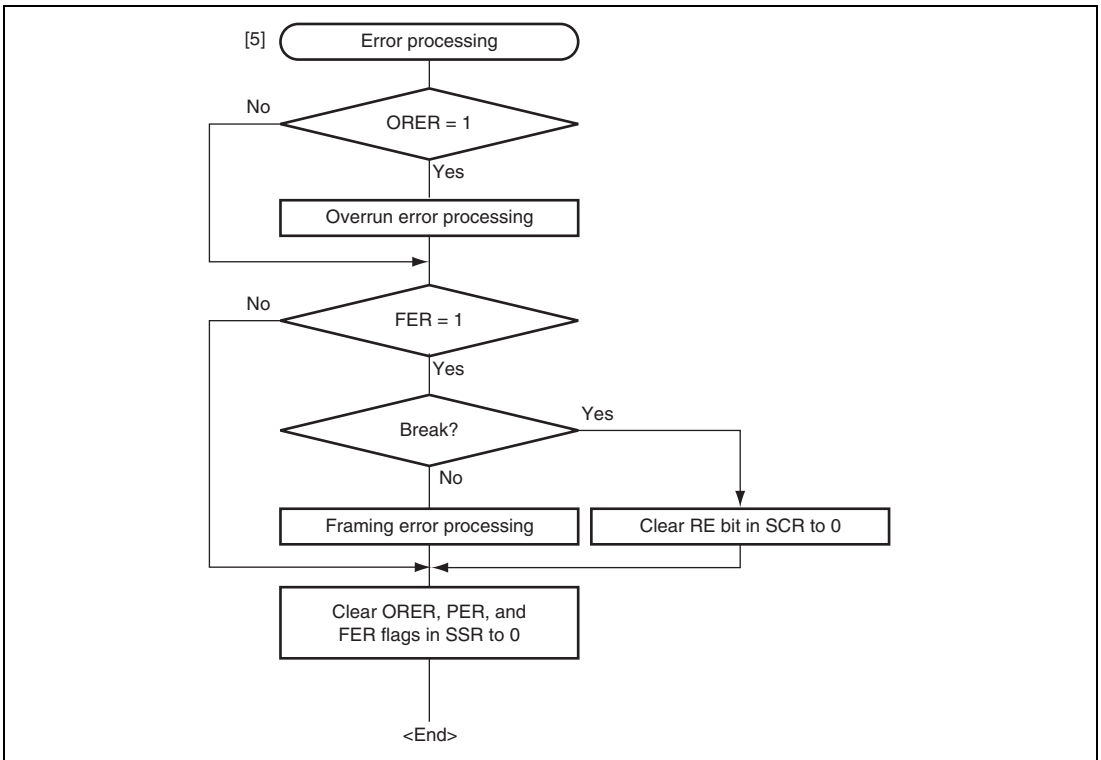 [5] Error processing
No
ORER = 1
Yes
Overrun error processing
No
FER = 1
Yes
Break?
Yes
No
Framing error processing
Clear RE bit in SCR to 0
Clear ORER, PER, and
FER flags in SSR to 0
<End>